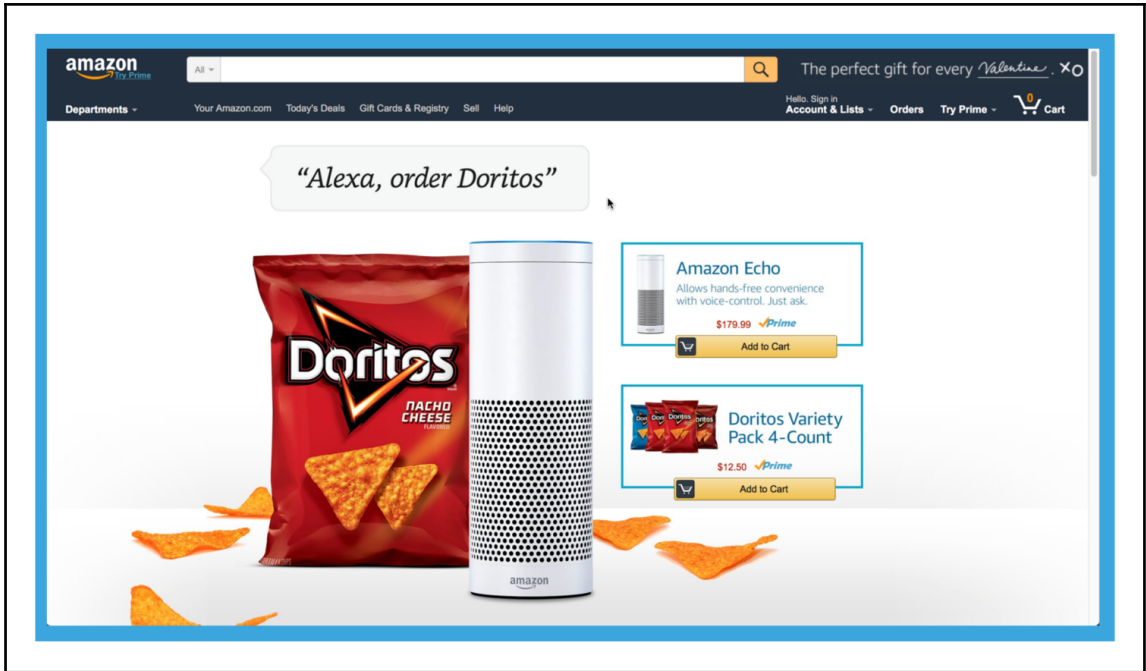 amazon
Try Prime
All
The perfect gift for every Valentine. XO
Departments
Your Amazon.com Today's Deals Gift Cards & Registry Sell Help
Hello. Sign in
Account & Lists Orders Try Prime 0 Cart
“Alexa, order Doritos”
Doritos
NACHO
CHEESE
FLAVORED
amazon
Amazon Echo
Allows hands-free convenience
with voice-control. Just ask.
$179.99 Prime
Add to Cart
Doritos Variety
Pack 4-Count
$12.50 Prime
Add to Cart